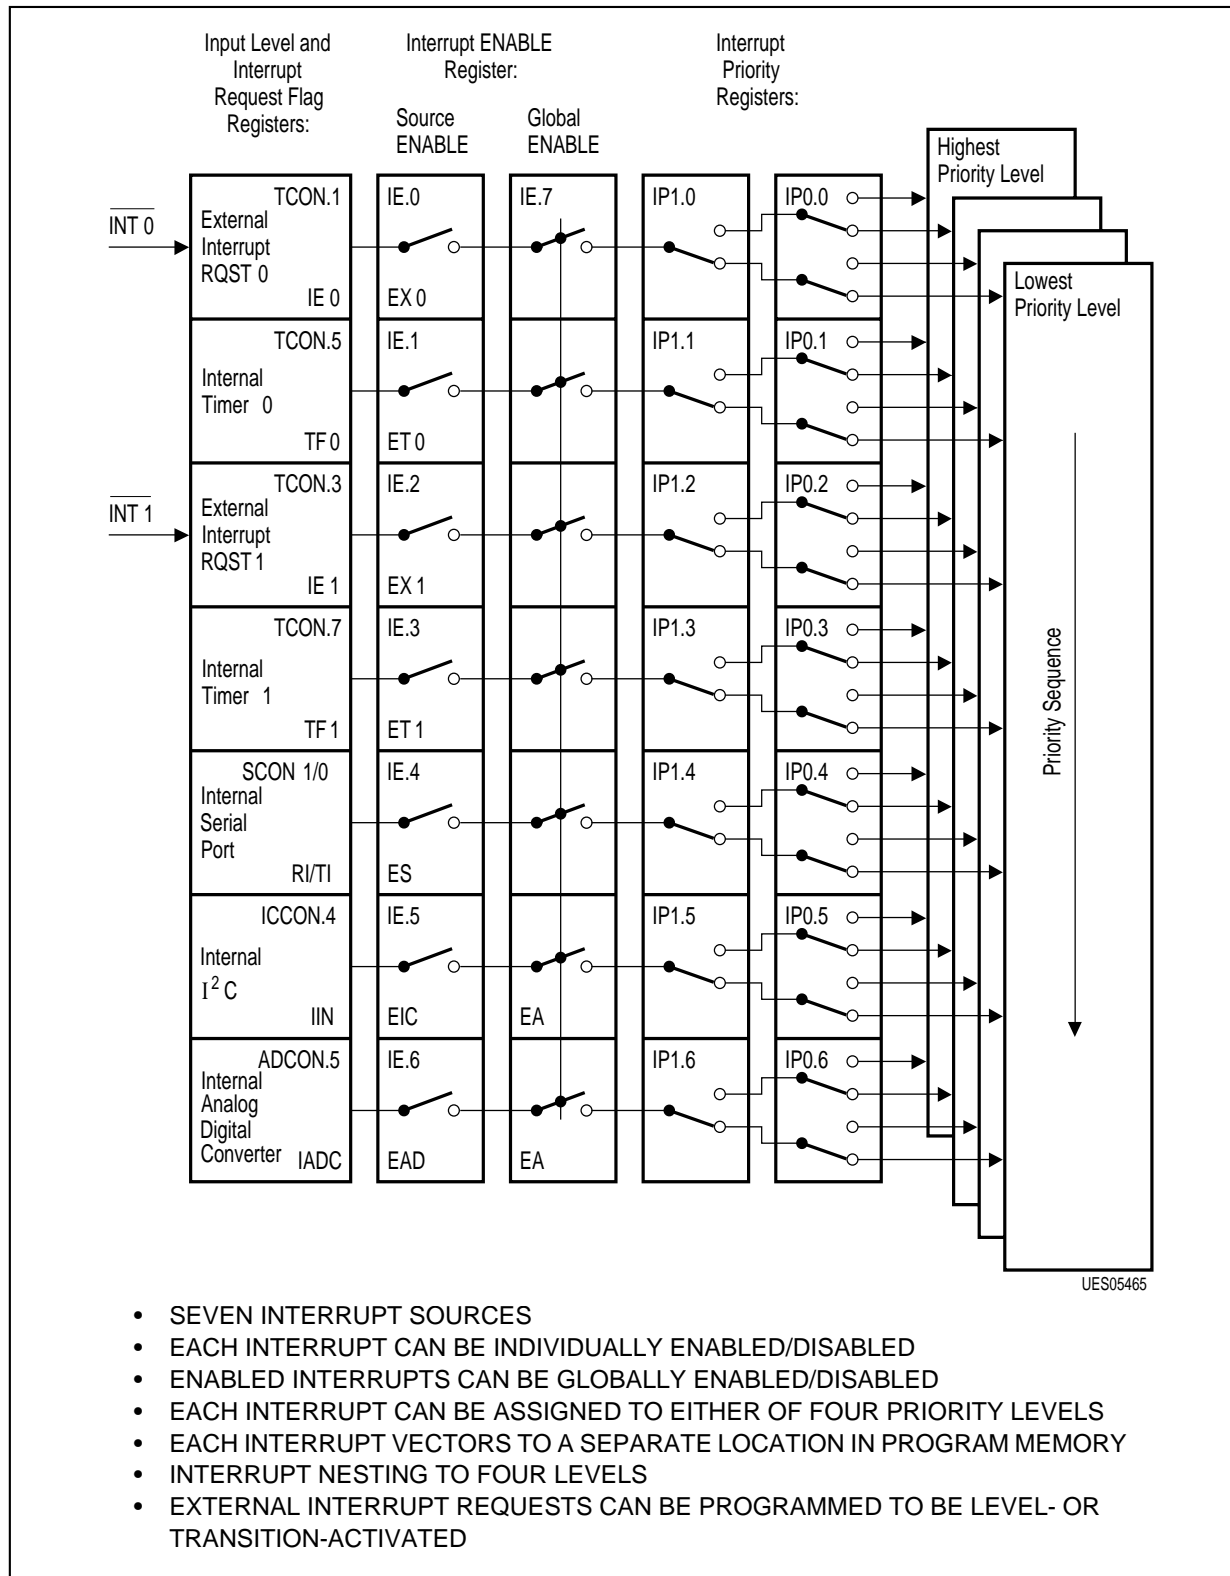 Input Level and
Interrupt
Request Flag
Registers:
Interrupt ENABLE
Register:
Source
ENABLE
Global
ENABLE
Interrupt
Priority
Registers:
Highest
Priority Level
Lowest
Priority Level
Priority Sequence
INT 0
TCON.1
External
Interrupt
RQST 0
IE 0
IE.0
EX 0
IE.7
IP1.0
IP0.0
TCON.5
Internal
Timer 0
TF 0
IE.1
ET 0
IP1.1
IP0.1
INT 1
TCON.3
External
Interrupt
RQST 1
IE 1
IE.2
EX 1
IP1.2
IP0.2
TCON.7
Internal
Timer 1
TF 1
IE.3
ET 1
IP1.3
IP0.3
SCON 1/0
Internal
Serial
Port
RI/TI
IE.4
ES
IP1.4
IP0.4
ICCON.4
Internal
I² C
IIN
IE.5
EIC
EA
IP1.5
IP0.5
ADCON.5
Internal
Analog
Digital
Converter IADC
IE.6
EAD
EA
IP1.6
IP0.6
UES05465
• SEVEN INTERRUPT SOURCES
• EACH INTERRUPT CAN BE INDIVIDUALLY ENABLED/DISABLED
• ENABLED INTERRUPTS CAN BE GLOBALLY ENABLED/DISABLED
• EACH INTERRUPT CAN BE ASSIGNED TO EITHER OF FOUR PRIORITY LEVELS
• EACH INTERRUPT VECTORS TO A SEPARATE LOCATION IN PROGRAM MEMORY
• INTERRUPT NESTING TO FOUR LEVELS
• EXTERNAL INTERRUPT REQUESTS CAN BE PROGRAMMED TO BE LEVEL- OR
TRANSITION-ACTIVATED